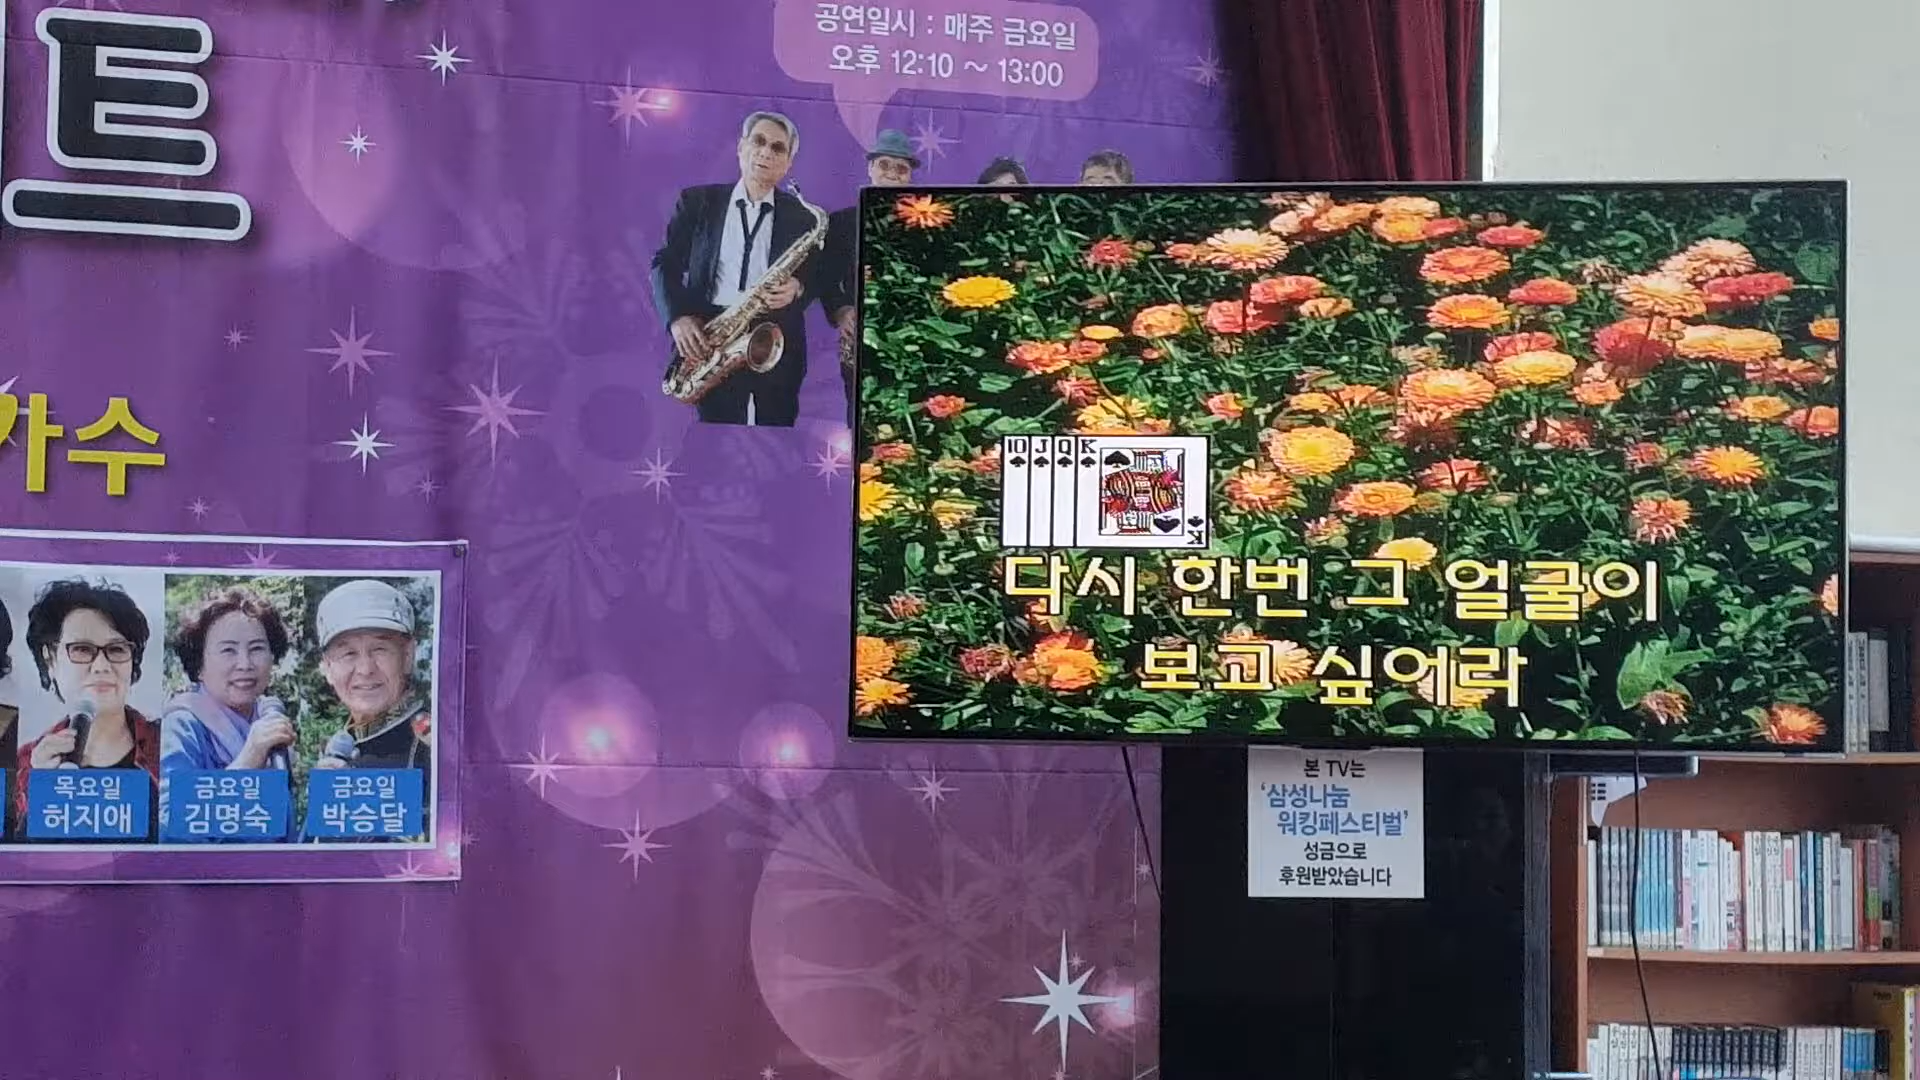 트
공연일시 : 매주 금요일
오후 12:10 ~ 13:00
가수
목요일
허지애
금요일
김명숙
금요일
박승달
10 J Q K
K
다시 한번 그 얼굴이
보고 싶어라
본 TV는
‘삼성나눔
워킹페스티벌’
성금으로
후원받았습니다